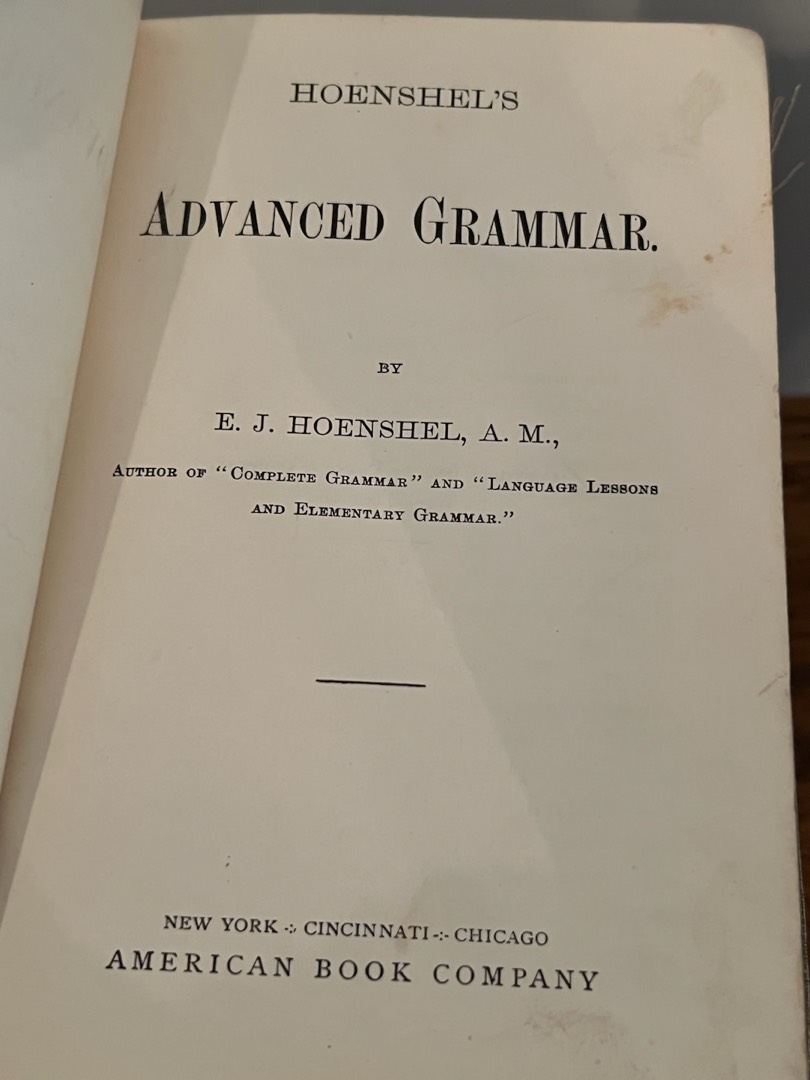 HOENSHEL'S
ADVANCED GRAMMAR.
BY
E. J. HOENSHEL, A. M.,
AUTHOR OF "COMPLETE GRAMMAR" AND "LANGUAGE LESSONS
AND ELEMENTARY GRAMMAR."
NEW YORK -:- CINCINNATI -:- CHICAGO
AMERICAN BOOK COMPANY